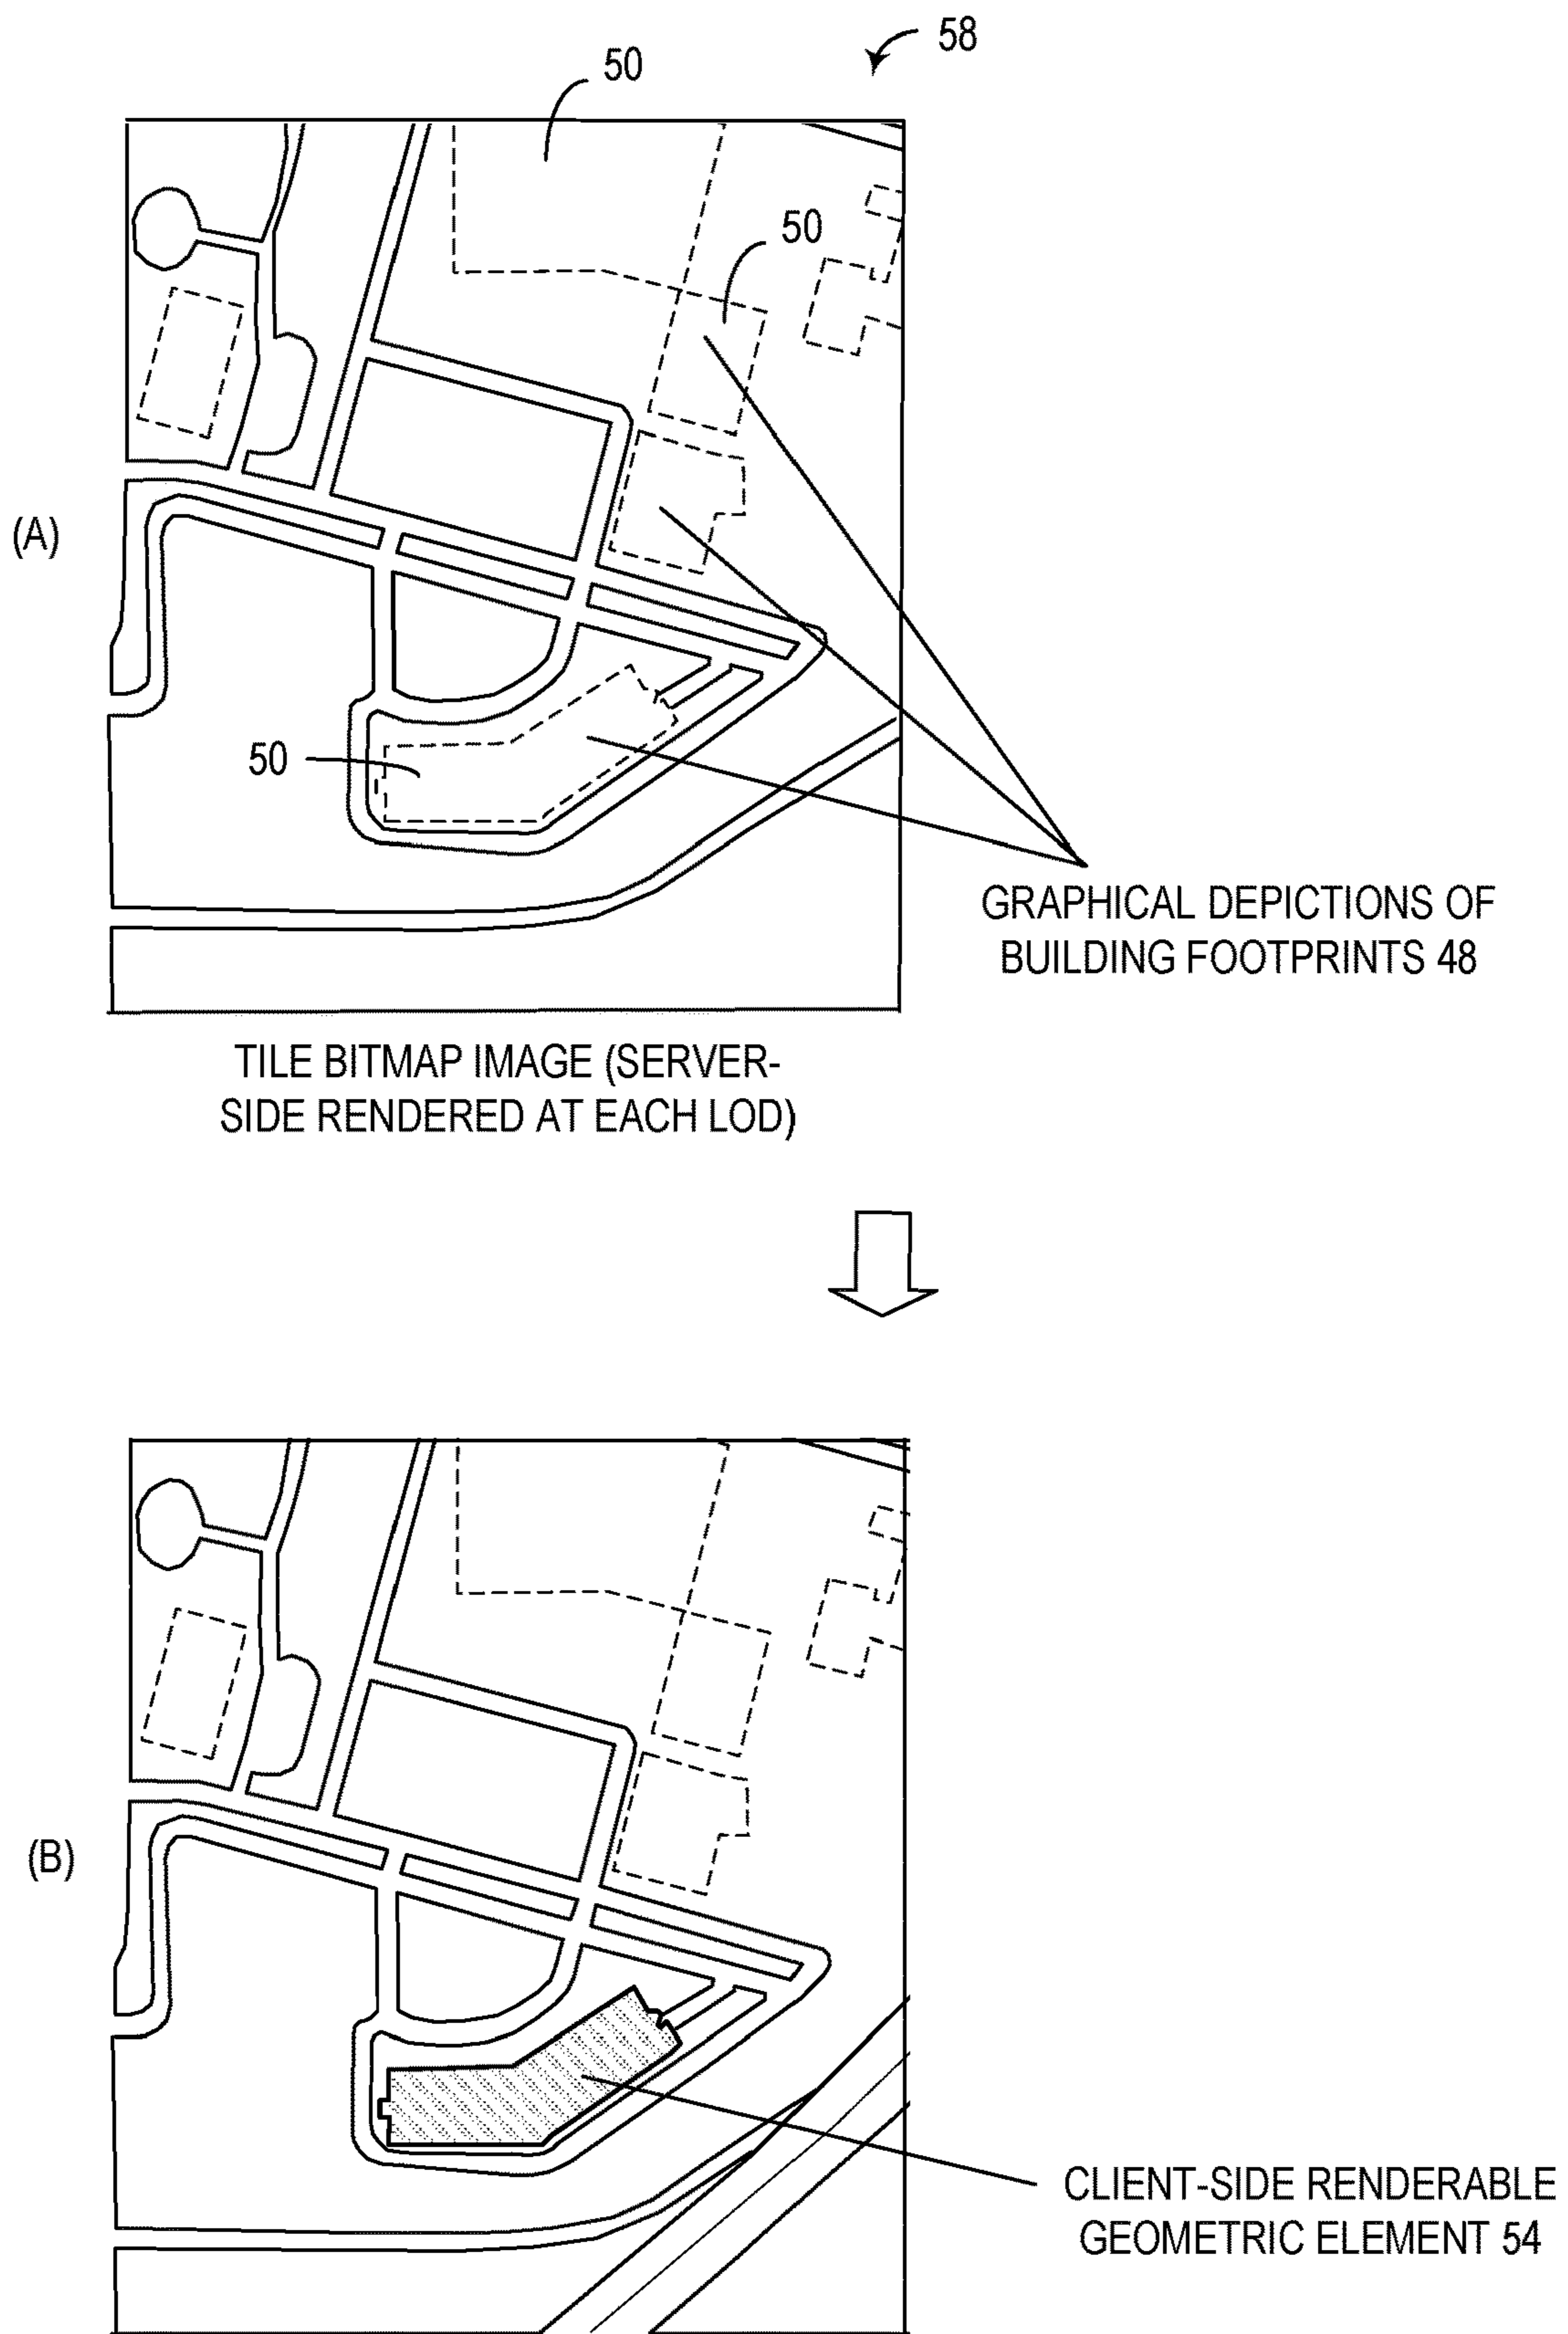 58
50
50
(A)
50
GRAPHICAL DEPICTIONS OF
BUILDING FOOTPRINTS 48
TILE BITMAP IMAGE (SERVER-
SIDE RENDERED AT EACH LOD)
(B)
CLIENT-SIDE RENDERABLE
GEOMETRIC ELEMENT 54